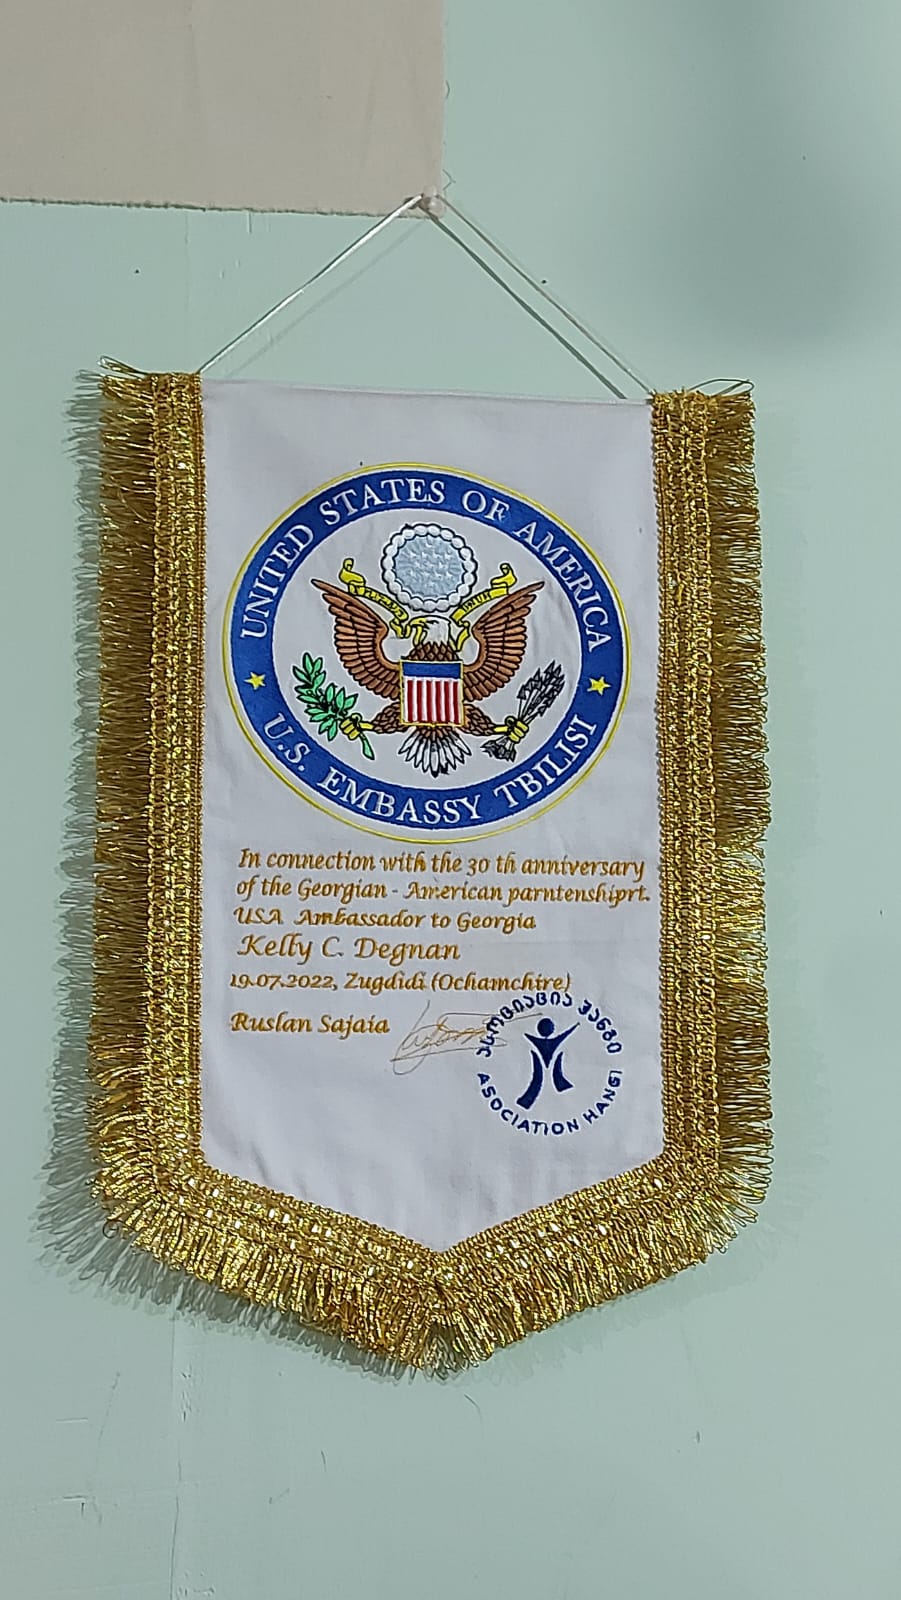 UNITED STATES OF AMERICA
U.S. EMBASSY TBILISI
In connection with the 30 th anniversary
of the Georgian - American parntenshiprt.
USA Ambassador to Georgia
Kelly C. Degnan
19.07.2022, Zugdidi (Ochamchire)
Ruslan Sajaia
ასოციაცია ჰანგი
ASOCIATION HANGI